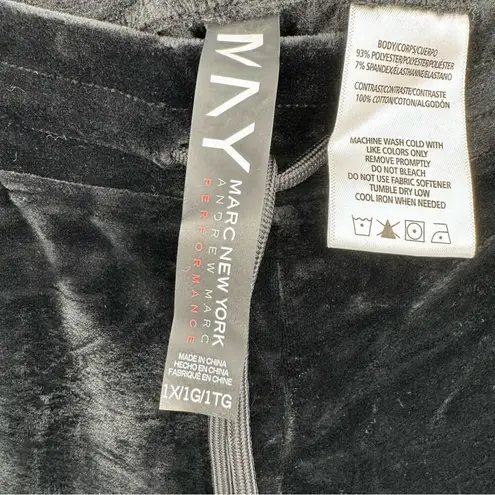 MNY
MARC NEW YORK
ANDREW MARC
PERFORMANCE
MADE IN CHINA
HECHO EN CHINA
FABRIQUÉ EN CHINE
1X/1G/1TG
BODY/CORPS/CUERPO
93% POLYESTER/POLYESTER/POLIÉSTER
7% SPANDEX/ÉLASTHANNE/ELASTANO
CONTRAST/CONTRASTE/CONTRASTE
100% COTTON/COTON/ALGODÓN
MACHINE WASH COLD WITH
LIKE COLORS ONLY
REMOVE PROMPTLY
DO NOT BLEACH
DO NOT USE FABRIC SOFTENER
TUMBLE DRY LOW
COOL IRON WHEN NEEDED